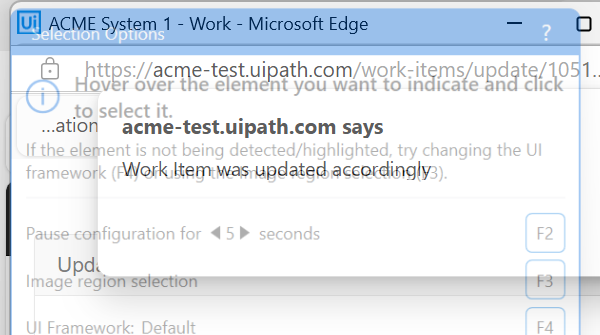 Ui ACME System 1 - Work - Microsoft Edge
Selection Options ?
https://acme-test.uipath.com/work-items/update/1051...
Hover over the element you want to indicate and click
to select it.
...ation
acme-test.uipath.com says
If the element is not being detected/highlighted, try changing the UI
framework (F4) or using the image region selection (F3).
Work Item was updated accordingly
Pause configuration for 5 seconds F2
Upda
Image region selection F3
UI Framework: Default F4